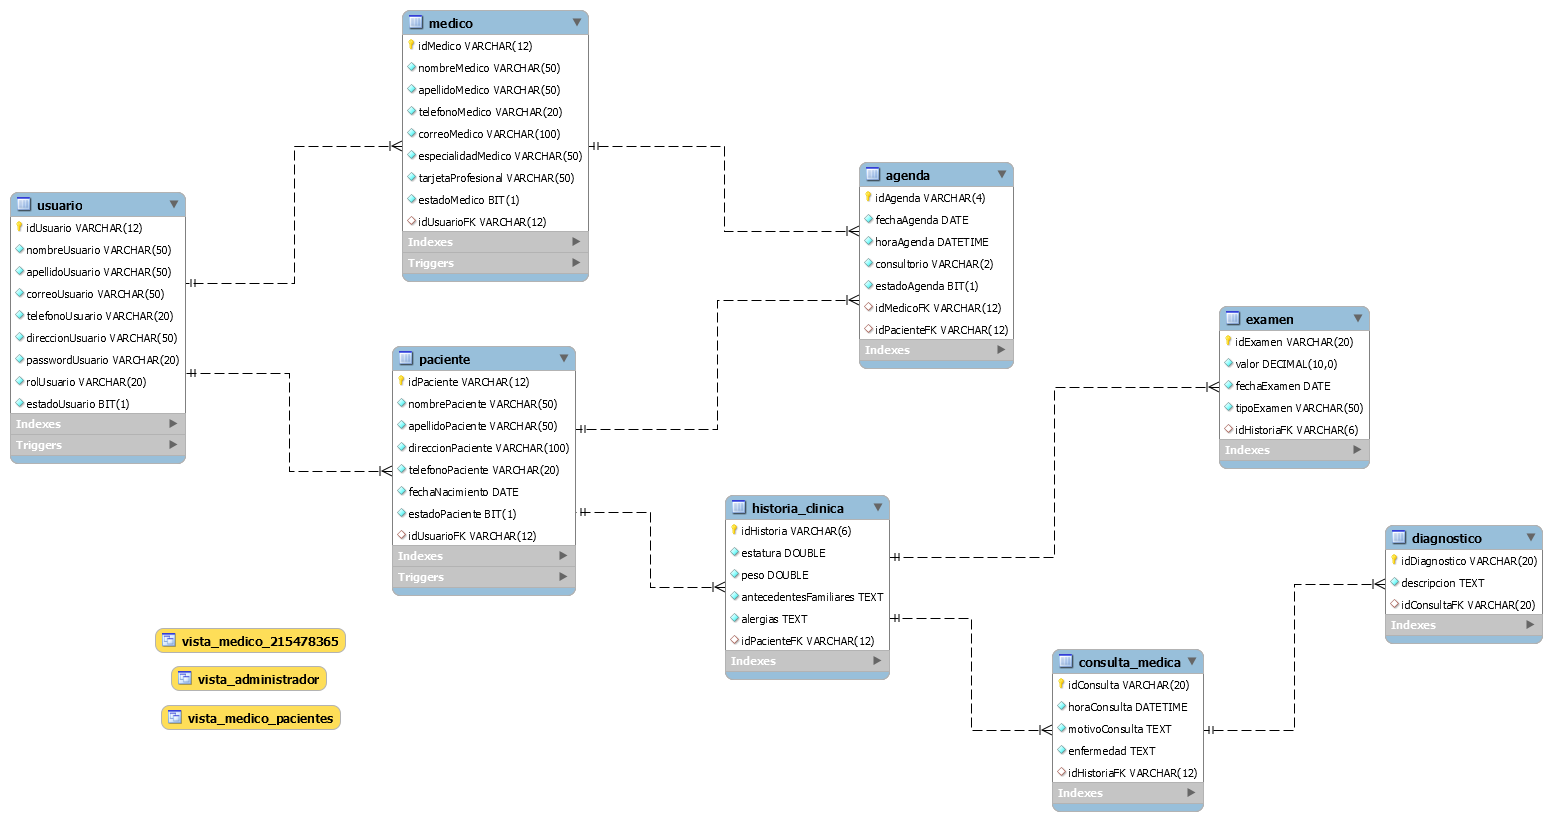 medico
idMedico VARCHAR(12)
nombreMedico VARCHAR(50)
apellidoMedico VARCHAR(50)
telefonoMedico VARCHAR(20)
correoMedico VARCHAR(100)
especialidadMedico VARCHAR(50)
tarjetaProfesional VARCHAR(50)
estadoMedico BIT(1)
idUsuarioFK VARCHAR(12)
Indexes
Triggers
usuario
idUsuario VARCHAR(12)
nombreUsuario VARCHAR(50)
apellidoUsuario VARCHAR(50)
correoUsuario VARCHAR(50)
telefonoUsuario VARCHAR(20)
direccionUsuario VARCHAR(50)
passwordUsuario VARCHAR(20)
rolUsuario VARCHAR(20)
estadoUsuario BIT(1)
Indexes
Triggers
agenda
idAgenda VARCHAR(4)
fechaAgenda DATE
horaAgenda DATETIME
consultorio VARCHAR(2)
estadoAgenda BIT(1)
idMedicoFK VARCHAR(12)
idPacienteFK VARCHAR(12)
Indexes
paciente
idPaciente VARCHAR(12)
nombrePaciente VARCHAR(50)
apellidoPaciente VARCHAR(50)
direccionPaciente VARCHAR(100)
telefonoPaciente VARCHAR(20)
fechaNacimiento DATE
estadoPaciente BIT(1)
idUsuarioFK VARCHAR(12)
Indexes
Triggers
examen
idExamen VARCHAR(20)
valor DECIMAL(10,0)
fechaExamen DATE
tipoExamen VARCHAR(50)
idHistoriaFK VARCHAR(6)
Indexes
historia_clinica
idHistoria VARCHAR(6)
estatura DOUBLE
peso DOUBLE
antecedentesFamiliares TEXT
alergias TEXT
idPacienteFK VARCHAR(12)
Indexes
diagnostico
idDiagnostico VARCHAR(20)
descripcion TEXT
idConsultaFK VARCHAR(20)
Indexes
consulta_medica
idConsulta VARCHAR(20)
horaConsulta DATETIME
motivoConsulta TEXT
enfermedad TEXT
idHistoriaFK VARCHAR(12)
Indexes
vista_medico_215478365
vista_administrador
vista_medico_pacientes